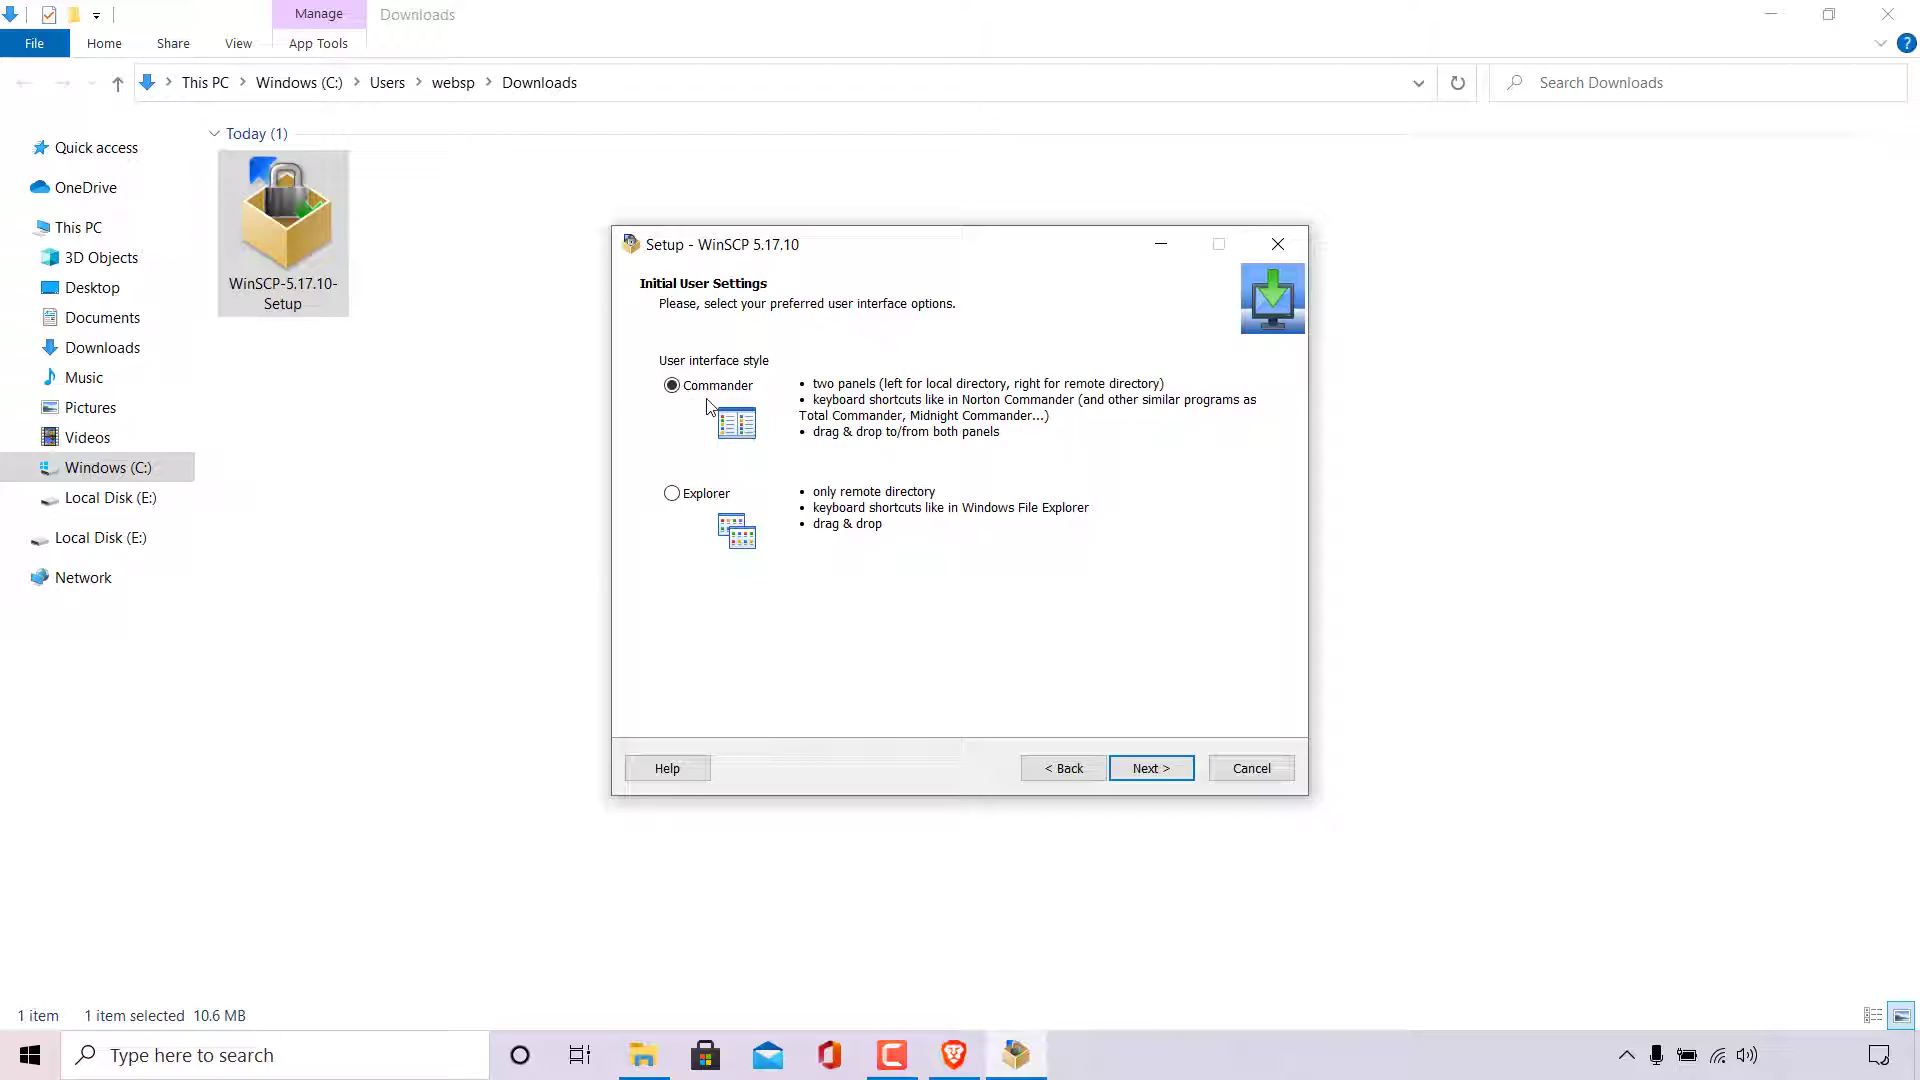 Manage
Downloads
File
Home
Share
View
App Tools
?
This PC
Windows (C:)
Users
websp
Downloads
Search Downloads
Quick access
OneDrive
This PC
3D Objects
Desktop
Documents
Downloads
Music
Pictures
Videos
Windows (C:)
Local Disk (E:)
Local Disk (E:)
Network
Today (1)
WinSCP-5.17.10-
Setup
Setup - WinSCP 5.17.10
Initial User Settings
Please, select your preferred user interface options.
User interface style
Commander
• two panels (left for local directory, right for remote directory)
• keyboard shortcuts like in Norton Commander (and other similar programs as
Total Commander, Midnight Commander...)
• drag & drop to/from both panels
Explorer
• only remote directory
• keyboard shortcuts like in Windows File Explorer
• drag & drop
Help
< Back
Next >
Cancel
1 item
1 item selected 10.6 MB
Type here to search